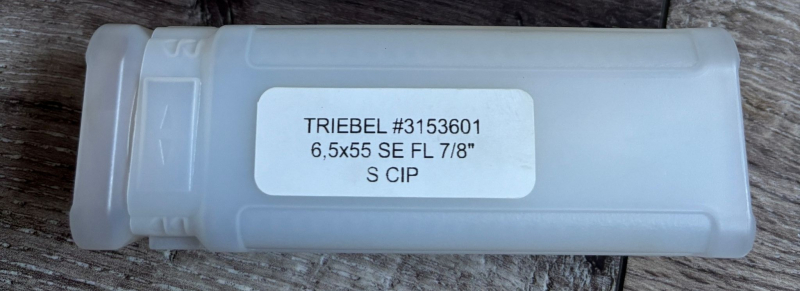 TRIEBEL #3153601
6,5x55 SE FL 7/8"
S CIP